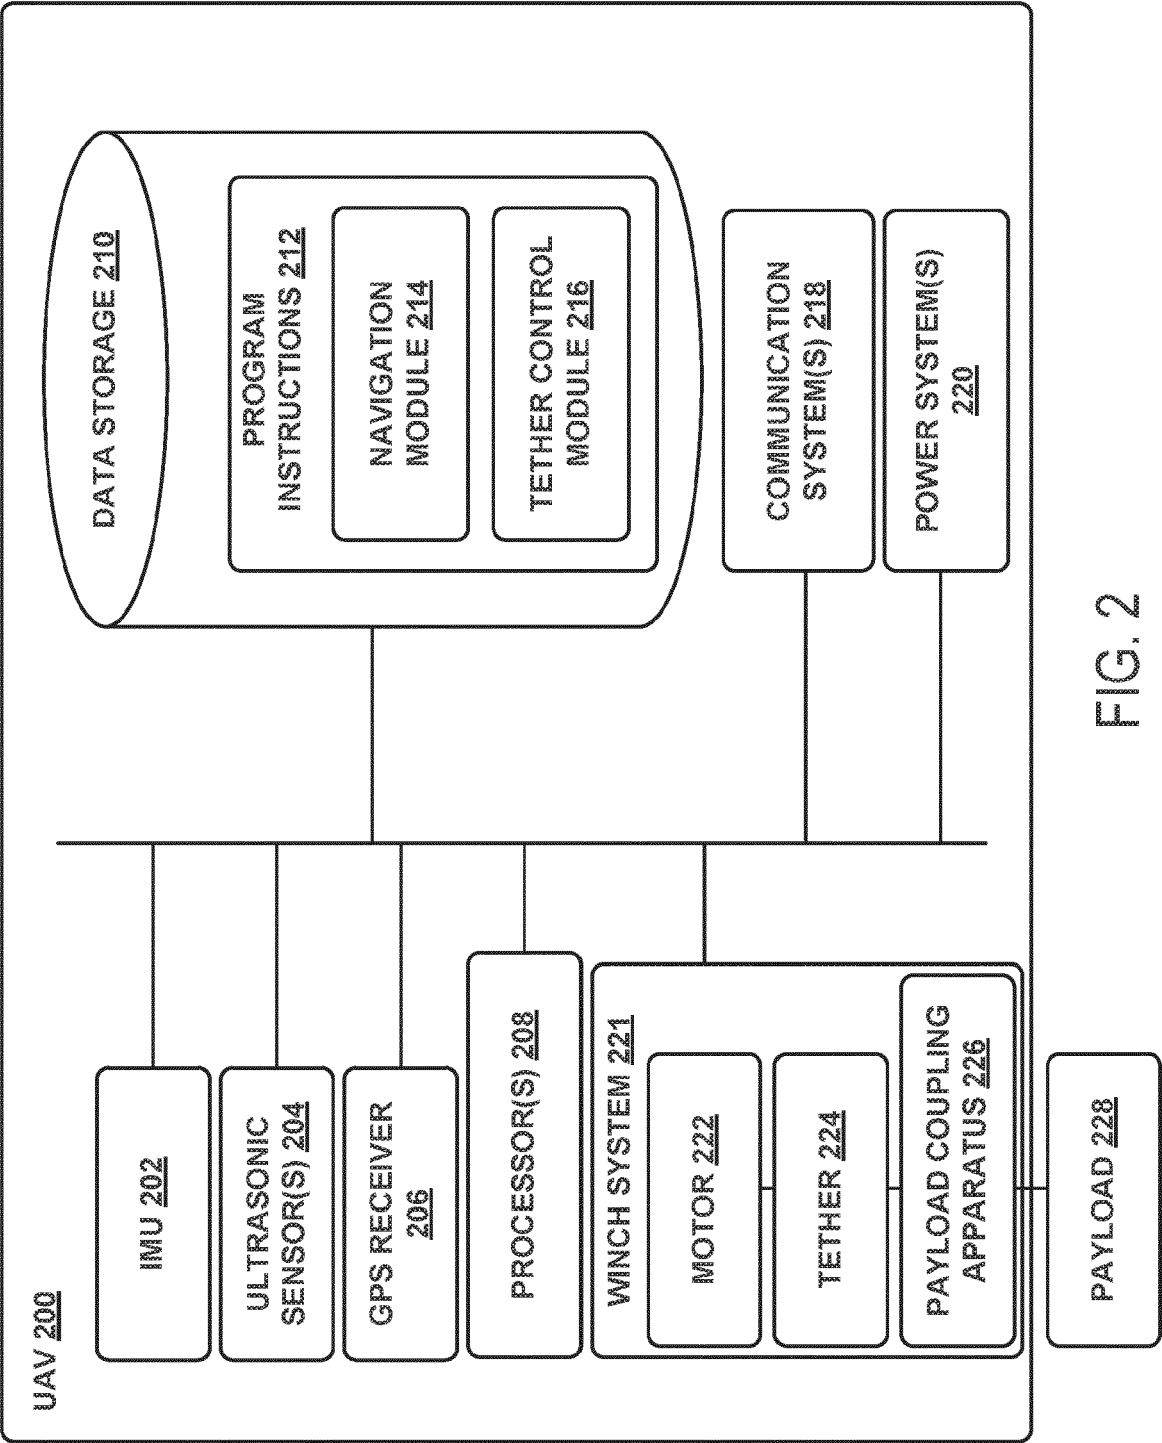 UAV 200
IMU 202
ULTRASONIC
SENSOR(S) 204
GPS RECEIVER
206
PROCESSOR(S) 208
WINCH SYSTEM 221
MOTOR 222
TETHER 224
PAYLOAD COUPLING
APPARATUS 226
PAYLOAD 228
DATA STORAGE 210
PROGRAM
INSTRUCTIONS 212
NAVIGATION
MODULE 214
TETHER CONTROL
MODULE 216
COMMUNICATION
SYSTEM(S) 218
POWER SYSTEM(S)
220
FIG. 2